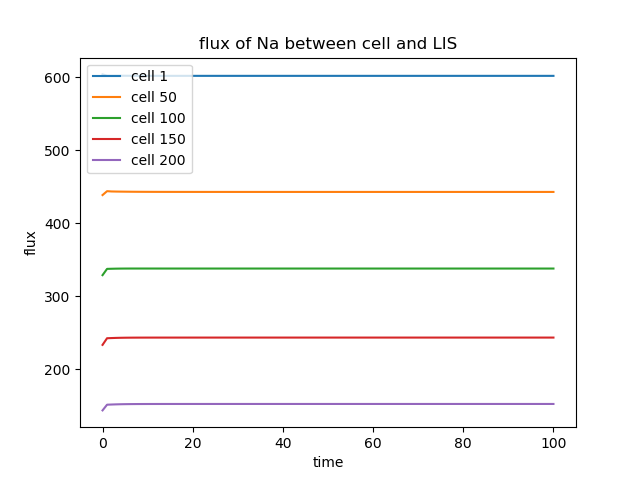 flux of Na between cell and LIS
600
500
400
300
200
flux
cell 1
cell 50
cell 100
cell 150
cell 200
0 20 40 60 80 100
time